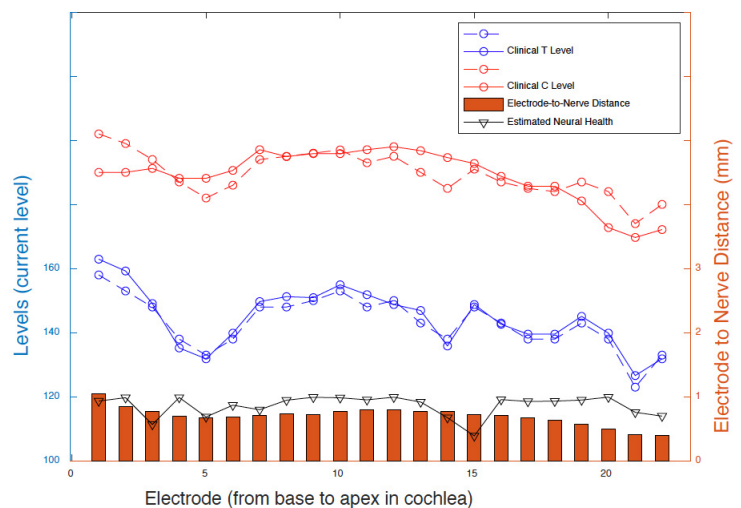 Clinical T Level
Clinical C Level
Electrode-to-Nerve Distance
Estimated Neural Health
Levels (current level)
160
140
120
100
3
2
1
0
Electrode to Nerve Distance (mm)
0
5
10
15
20
Electrode (from base to apex in cochlea)